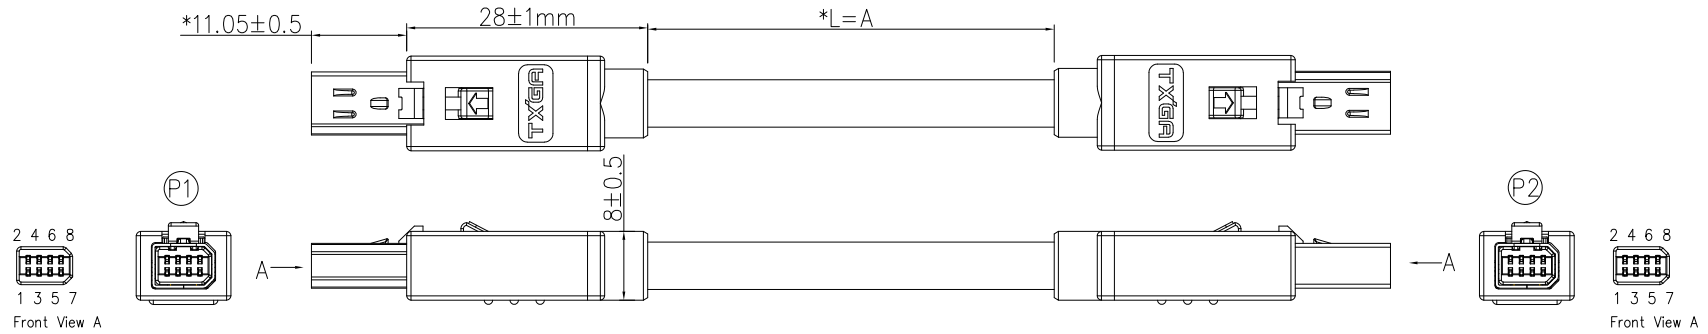 *11.05±0.5
28±1mm
*L=A
TXGA
TXGA
8±0.5
P1
P2
2 4 6 8
1 3 5 7
Front View A
A
A
2 4 6 8
1 3 5 7
Front View A